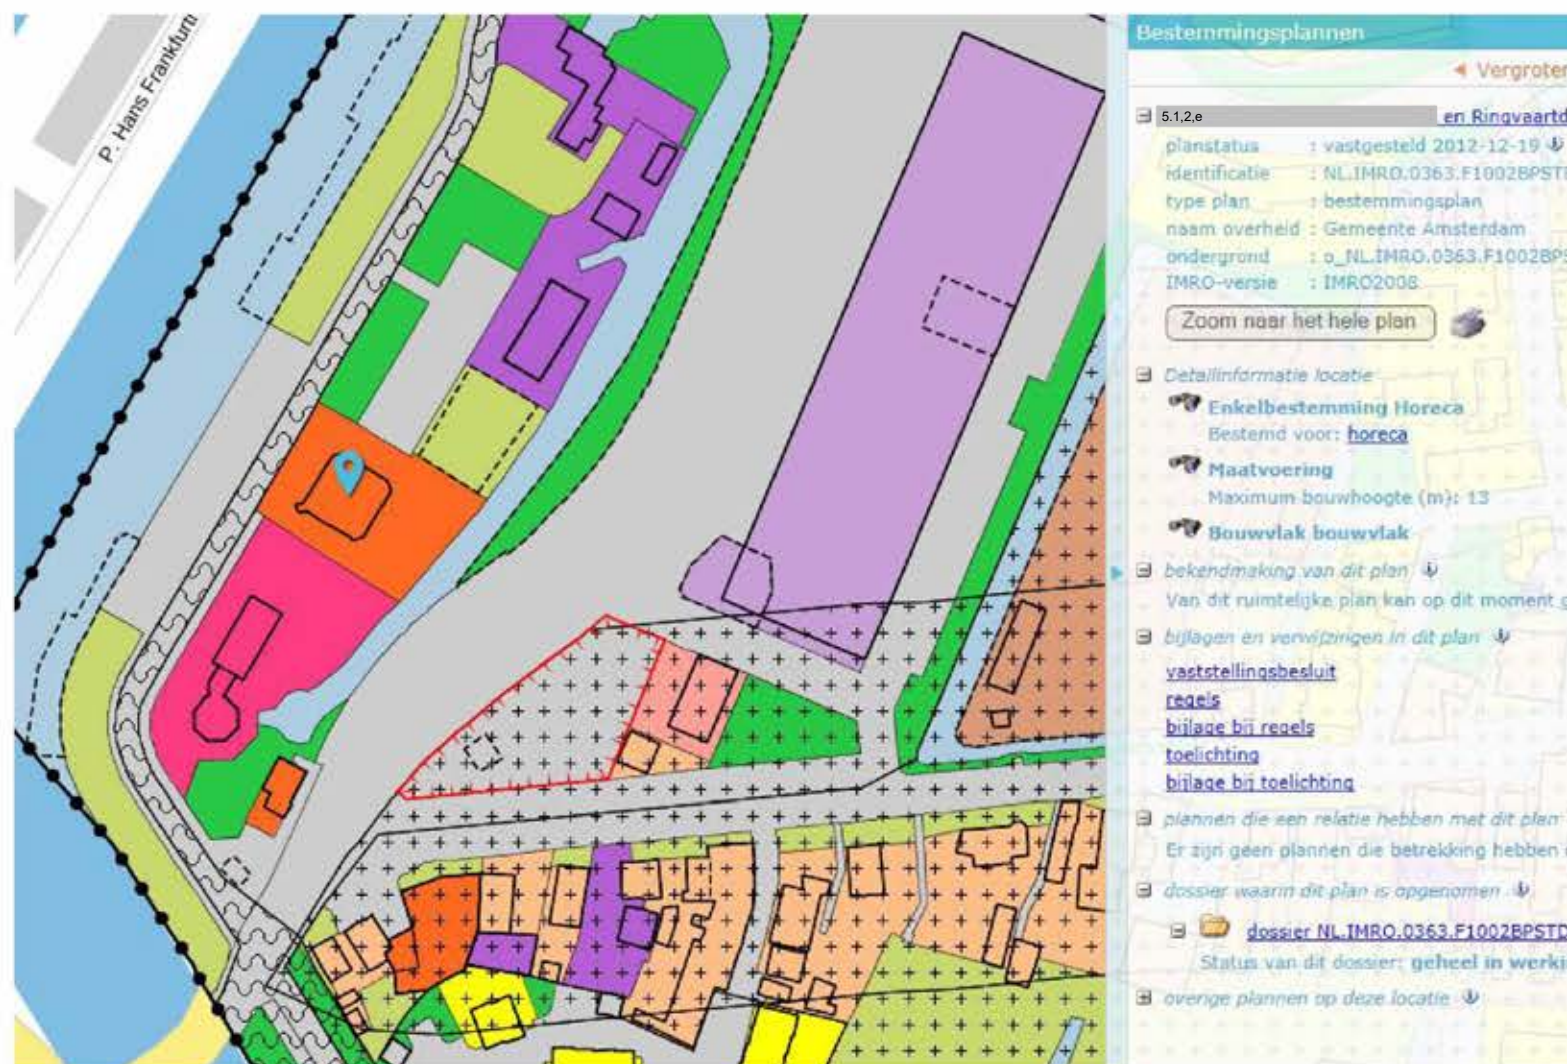 P. Hans Frankfurt
Bestemmingsplannen
Vergroten
5.1,2,e en Ringvaartd
planstatus : vastgesteld 2012-12-19
identificatie : NL.IMRO.0363.F1002BPST
type plan : bestemmingsplan
naam overheid : Gemeente Amsterdam
ondergrond : o_NL.IMRO.0363.F1002BPS
IMRO-versie : IMRO2008
Zoom naar het hele plan
Detailinformatie locatie
Enkelbestemming Horeca
Bestemd voor: horeca
Maatvoering
Maximum bouwhoogte (m): 13
Bouwvlak bouwvlak
bekendmaking van dit plan
Van dit ruimtelijke plan kan op dit moment
bijlagen en verwijzingen in dit plan
vaststellingsbesluit
regels
bijlage bij regels
toelichting
bijlage bij toelichting
plannen die een relatie hebben met dit plan
Er zijn geen plannen die betrekking hebben
dossier waarin dit plan is opgenomen
dossier NL.IMRO.0363.F1002BPSTD
Status van dit dossier: geheel in werki
overige plannen op deze locatie